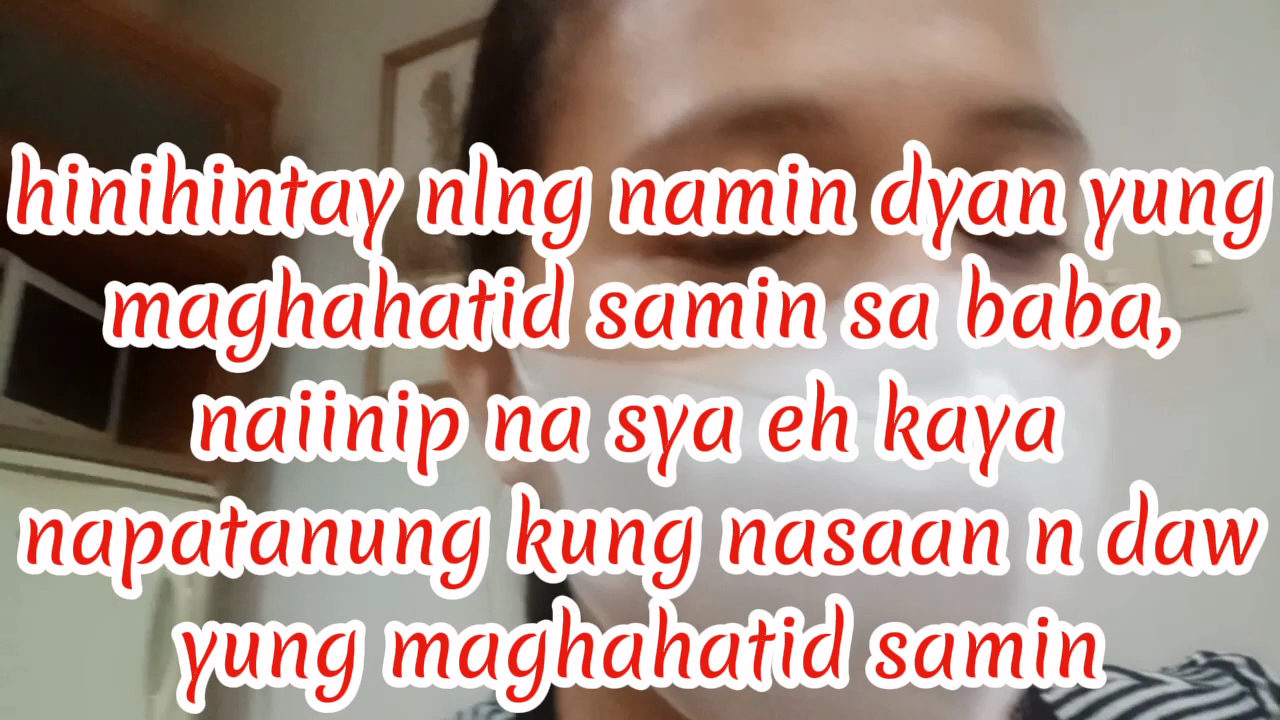 hinihintay nlng namin dyan yung
maghahatid samin sa baba,
naiinip na sya eh kaya
napatanung kung nasaan n daw
yung maghahatid samin